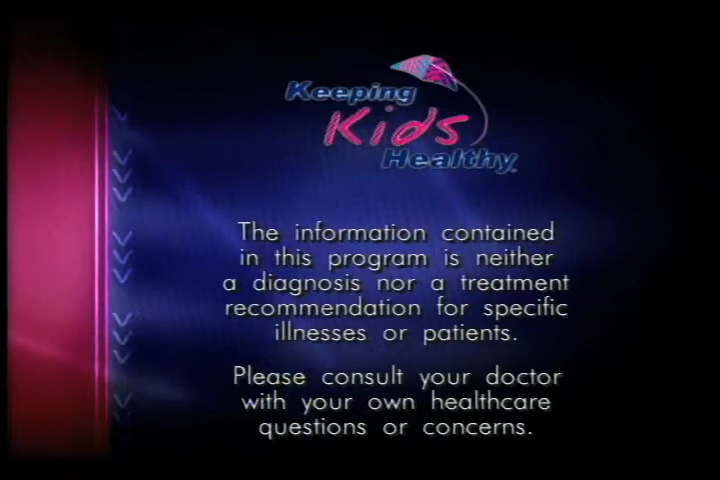 Keeping
Kids
Healthy
The information contained
in this program is neither
a diagnosis nor a treatment
recommendation for specific
illnesses or patients.
Please consult your doctor
with your own healthcare
questions or concerns.